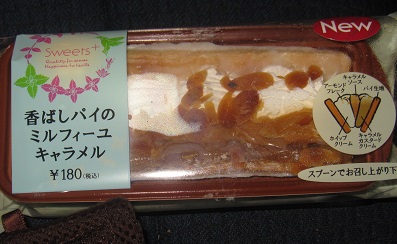 Sweets+
香ばしパイの
ミルフィーユ
キャラメル
¥180(税込)
New
キャラメル
ソース
アーモンド
フレーク
パイ生地
ホイップ
クリーム
キャラメル
カスタード
クリーム
スプーンでお召し上がり下